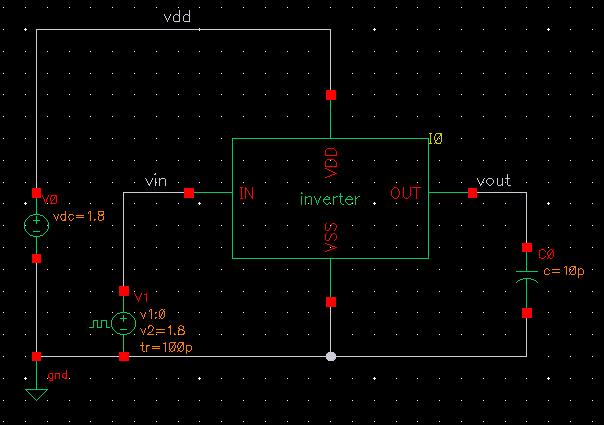 vdd
I0
VDD
vin
IN
inverter
OUT
vout
V0
vdc=1.8
VSS
C0
c=10p
V1
v1:0
v2=1.8
tr=100p
gnd